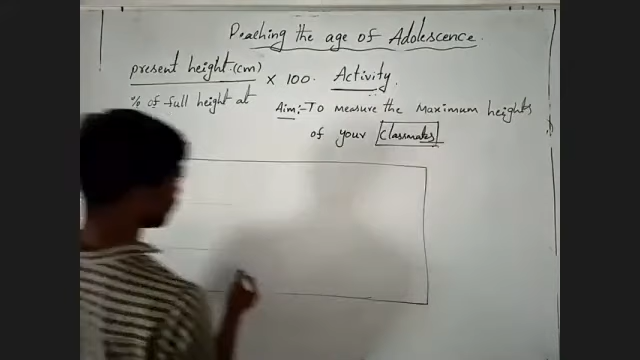 Reaching the age of Adolescence.
present height.(cm) × 100. Activity.
% of full height at
Aim:- To measure the Maximum heights
of your classmates